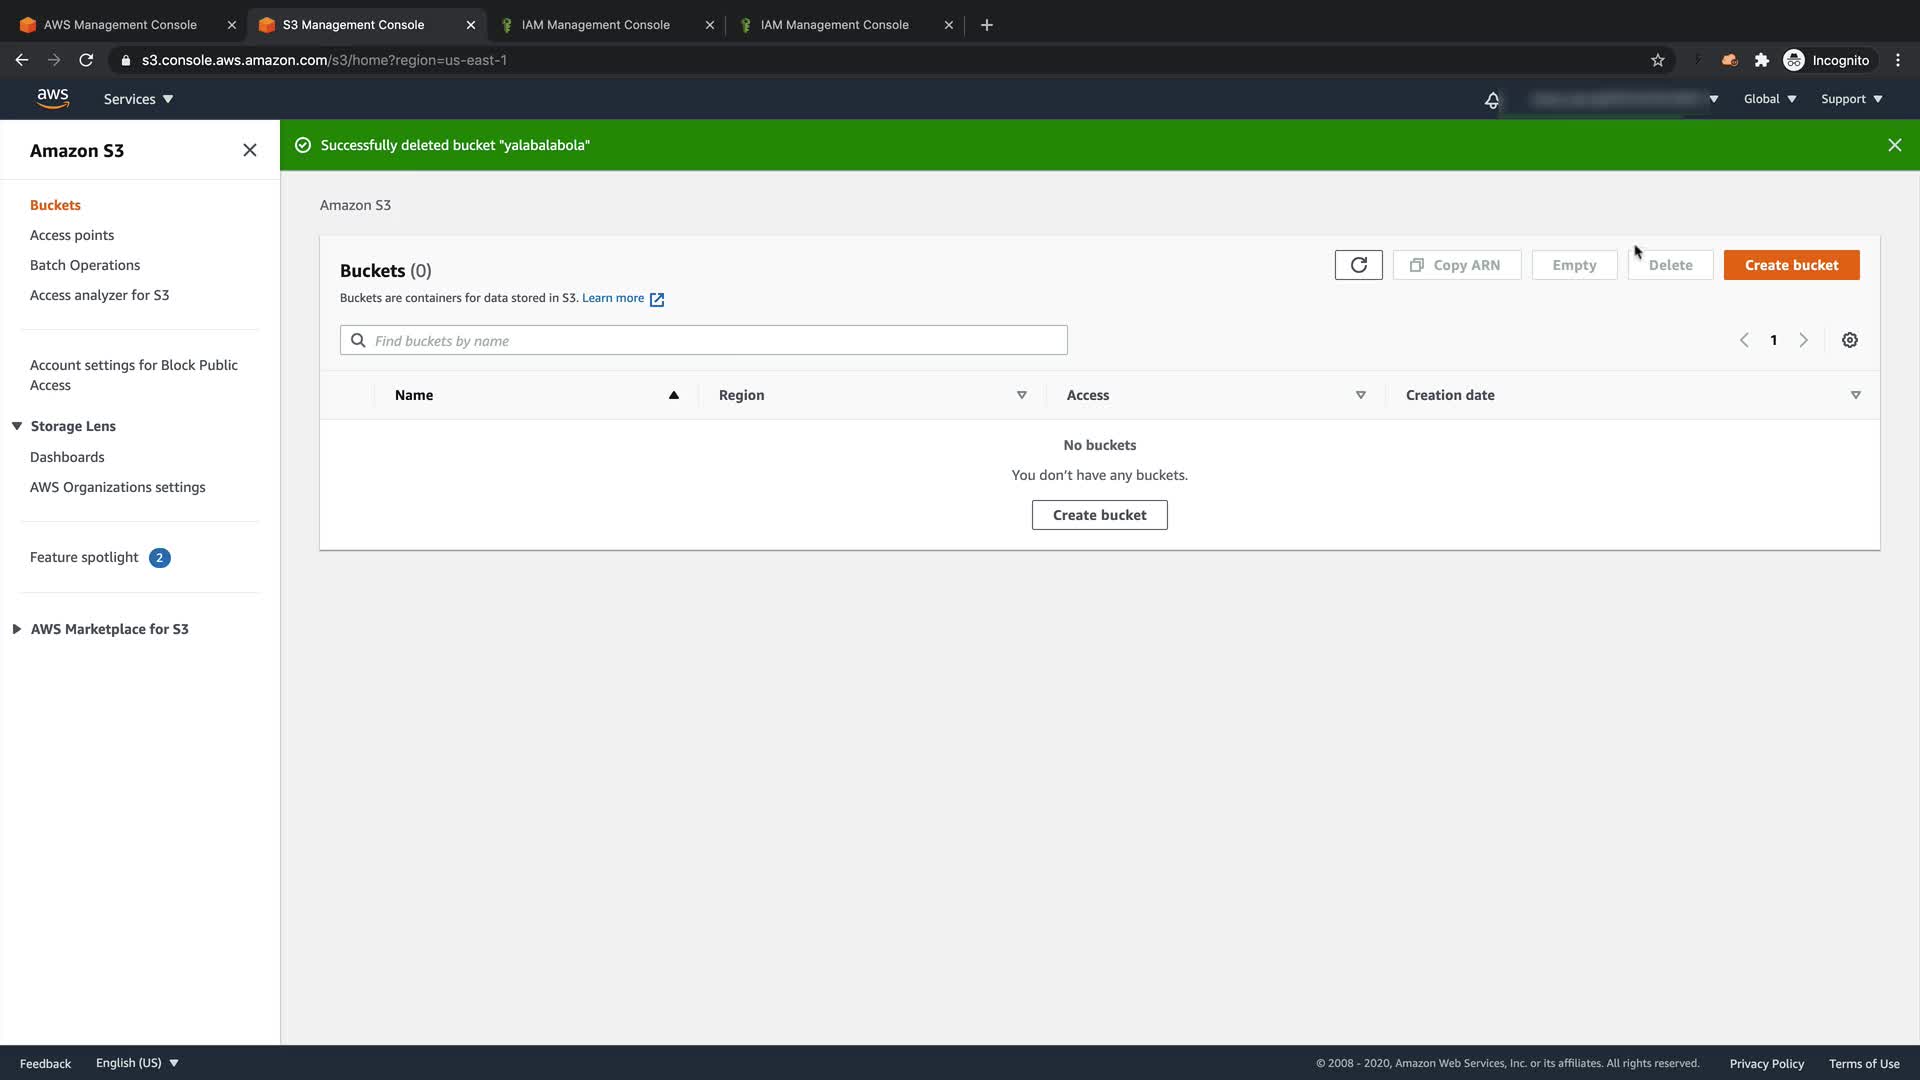 AWS Management Console
S3 Management Console
IAM Management Console
IAM Management Console
s3.console.aws.amazon.com/s3/home?region=us-east-1
Incognito
aws
Services
Global
Support
Amazon S3
Successfully deleted bucket "yalabalabola"
Buckets
Access points
Batch Operations
Access analyzer for S3
Account settings for Block Public
Access
Storage Lens
Dashboards
AWS Organizations settings
Feature spotlight 2
AWS Marketplace for S3
Amazon S3
Buckets (0)
Copy ARN
Empty
Delete
Create bucket
Buckets are containers for data stored in S3. Learn more
Find buckets by name
1
Name
Region
Access
Creation date
No buckets
You don't have any buckets.
Create bucket
Feedback
English (US)
© 2008 - 2020, Amazon Web Services, Inc. or its affiliates. All rights reserved.
Privacy Policy
Terms of Use